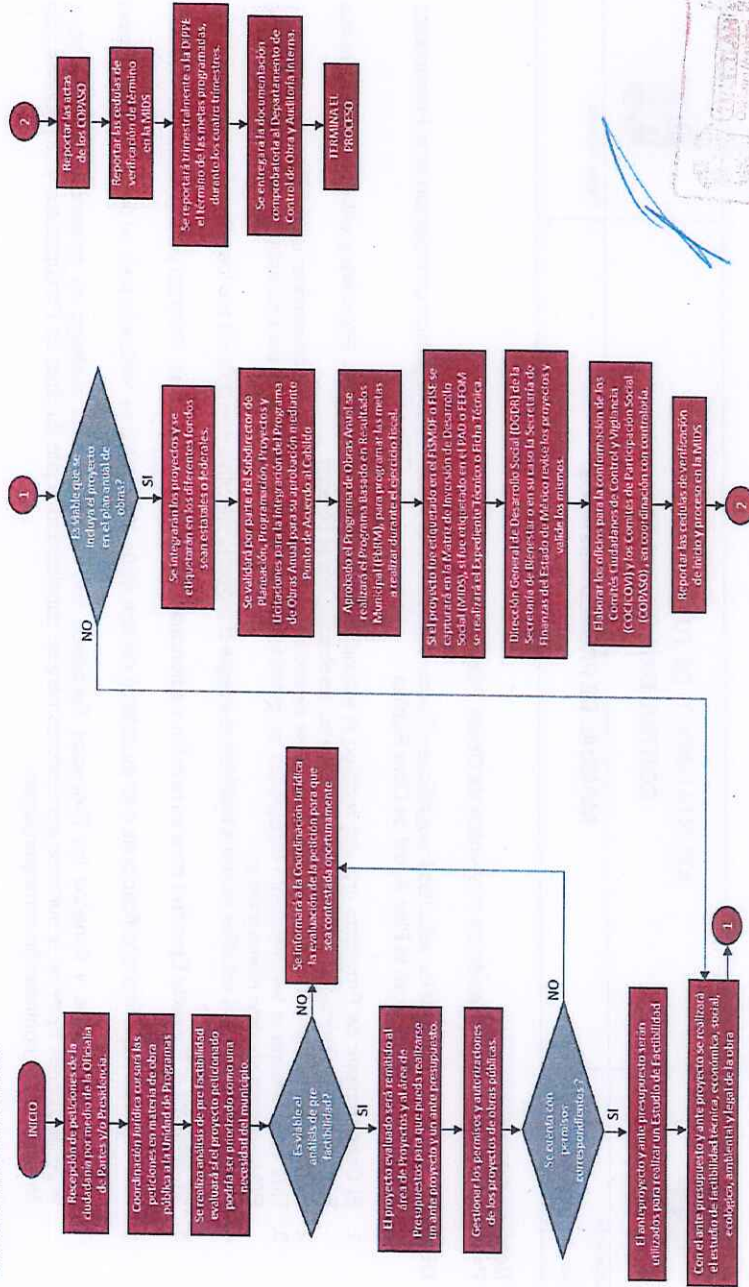 INICIO
Recepción de peticiones de la
ciudadanía por medio de la Oficialía
de Partes y/o Presidencia.
Coordinación Jurídica cursará las
peticiones en materia de obra
pública a la Unidad de Programas
Se realiza análisis de pre factibilidad
evaluará sí el proyecto peticionado
podría ser priorizado como una
necesidad del municipio.
Es viable el
análisis de pre
factibilidad?
NO
Se informará a la Coordinación Jurídica
la evaluación de la petición para que
sea contestada oportunamente
SI
El proyecto evaluado será remitido al
área de Proyectos y al área de
Presupuestos para que pueda realizarse
un ante proyecto y un ante presupuesto.
Gestionar los permisos y autorizaciones
de los proyectos de obras públicas.
Se cuenta con
permisos
correspondientes?
NO
SI
El anteproyecto y ante presupuesto serán
utilizados para realizar un Estudio de Factibilidad
Con el ante presupuesto y ante proyecto se realizará
el estudio de factibilidad técnica, económica, social,
ecológica, ambiental y legal de la obra
1
1
Es viable que se
incluya el proyecto
en el plan anual de
obras?
NO
SI
Se integrarán los proyectos y se
etiquetarán en los diferentes fondos
sean estatales o federales.
Se validará por parte del Subdirector de
Planeación, Programación, Proyectos y
Licitaciones para la Integración del Programa
de Obras Anual para su aprobación mediante
Punto de Acuerdo al Cabildo
Aprobado el Programa de Obras Anual se
realizará el Programa Basado en Resultados
Municipal (PbRM), para programar las metas
a realizar durante el ejercicio fiscal.
Si el proyecto fue etiquetado en el FISMDF o FISE se
capturará en la Matriz de Inversión de Desarrollo
Social (MIDS), si fue etiquetado en el PAD o FEFOM
se realizará el Expediente Técnico o Ficha Técnica.
Dirección General de Desarrollo Social (DGDR) de la
Secretaría de Bienestar o en su caso la Secretaría de
Finanzas del Estado de México revise los proyectos y
valide los mismos.
Elaborar los oficios para la conformación de los
Comités ciudadanos de Control y Vigilancia
(COCICOVI) y los Comités de Participación Social
(COPASO) , en coordinación con contraloría.
Reportar las cedulas de verificación
de inicio y proceso en la MIDS
2
2
Reportar las actas
de los COPASO
Reportar las cedulas de
verificación de término
en la MIDS
Se reportará trimestralmente a la DIPPE
el término de las metas programadas,
durante los cuatro trimestres.
Se entregará la documentación
comprobatoria al Departamento de
Control de Obra y Auditoría Interna.
TERMINA EL
PROCESO